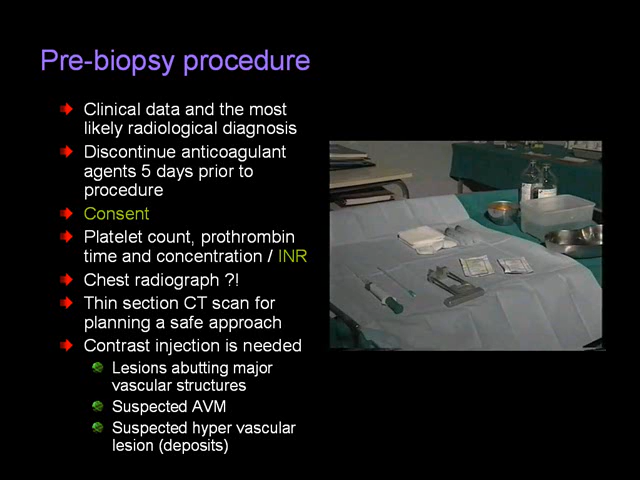 Pre-biopsy procedure
Clinical data and the most
likely radiological diagnosis
Discontinue anticoagulant
agents 5 days prior to
procedure
Consent
Platelet count, prothrombin
time and concentration / INR
Chest radiograph ?!
Thin section CT scan for
planning a safe approach
Contrast injection is needed
Lesions abutting major
vascular structures
Suspected AVM
Suspected hyper vascular
lesion (deposits)